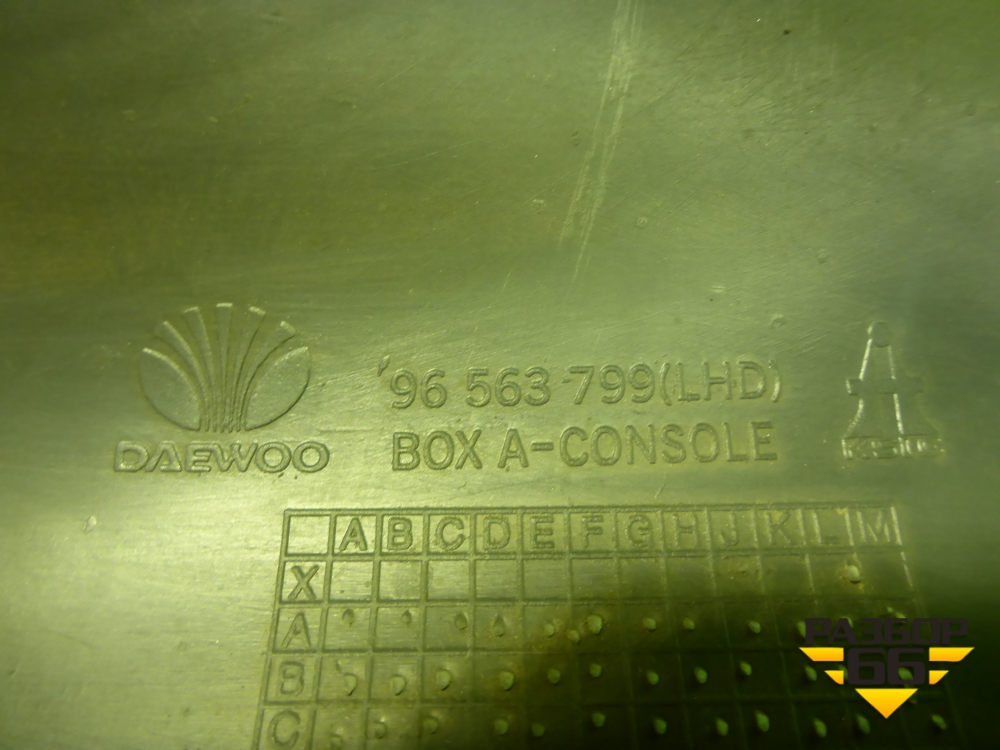 DAEWOO
'96 563 799(LHD)
BOX A-CONSOLE
A B C D E F G H J K L M
X
A
B
C
РАЗБОР
66